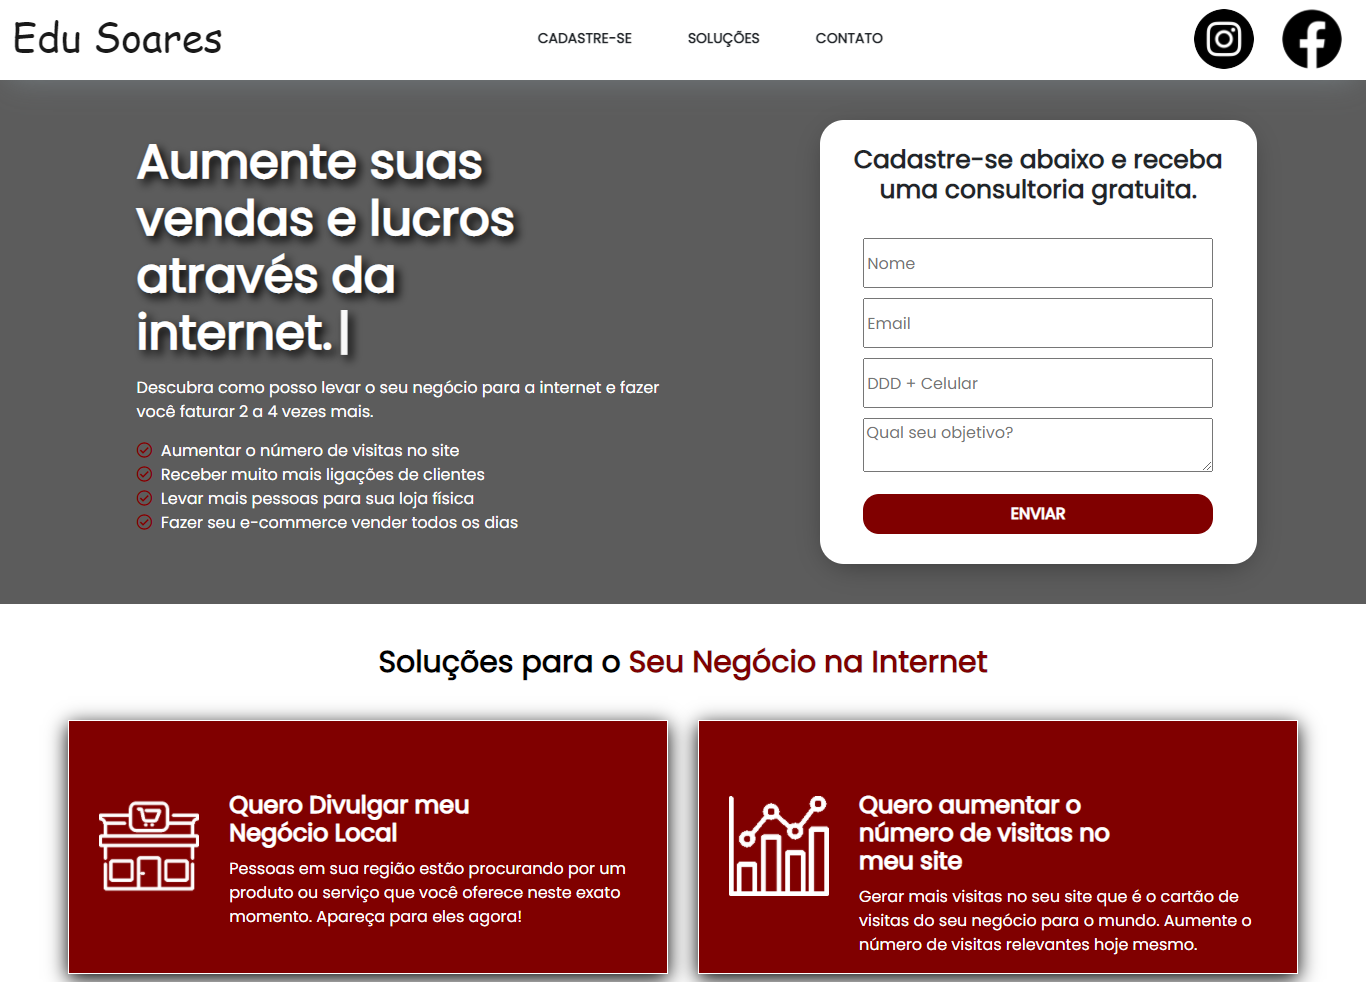 Edu Soares
CADASTRE-SE SOLUÇÕES CONTATO
Aumente suas
vendas e lucros
através da
internet.|
Descubra como posso levar o seu negócio para a internet e fazer
você faturar 2 a 4 vezes mais.
Aumentar o número de visitas no site
Receber muito mais ligações de clientes
Levar mais pessoas para sua loja física
Fazer seu e-commerce vender todos os dias
Cadastre-se abaixo e receba
uma consultoria gratuita.
Nome
Email
DDD + Celular
Qual seu objetivo?
ENVIAR
Soluções para o Seu Negócio na Internet
Quero Divulgar meu
Negócio Local
Pessoas em sua região estão procurando por um
produto ou serviço que você oferece neste exato
momento. Apareça para eles agora!
Quero aumentar o
número de visitas no
meu site
Gerar mais visitas no seu site que é o cartão de
visitas do seu negócio para o mundo. Aumente o
número de visitas relevantes hoje mesmo.